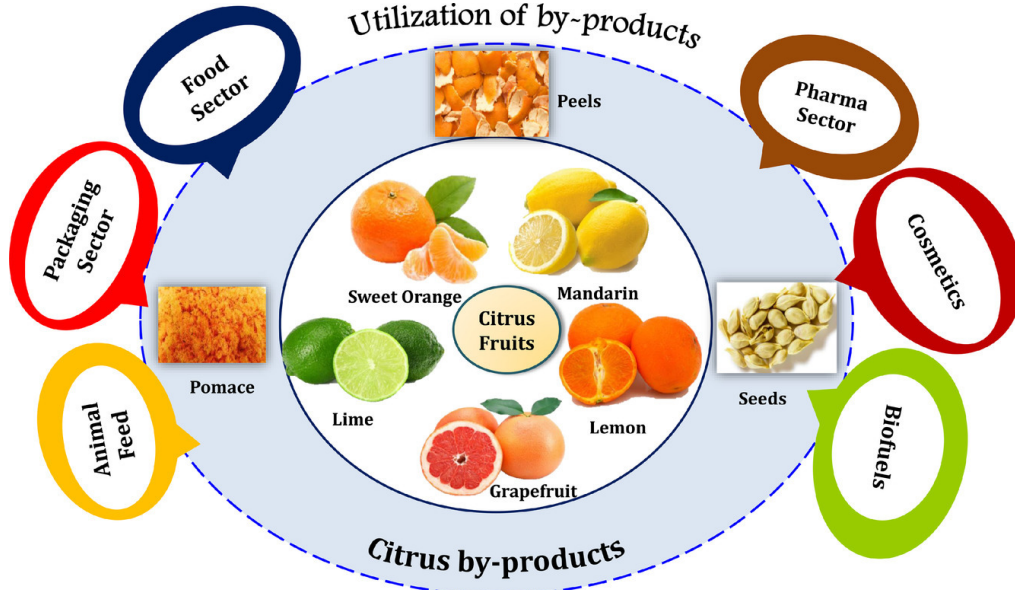 Utilization of by-products
Food
Sector
Peels
Pharma
Sector
Packaging
Sector
Cosmetics
Sweet Orange
Mandarin
Citrus
Fruits
Pomace
Seeds
Lime
Lemon
Animal
Feed
Biofuels
Grapefruit
Citrus by-products